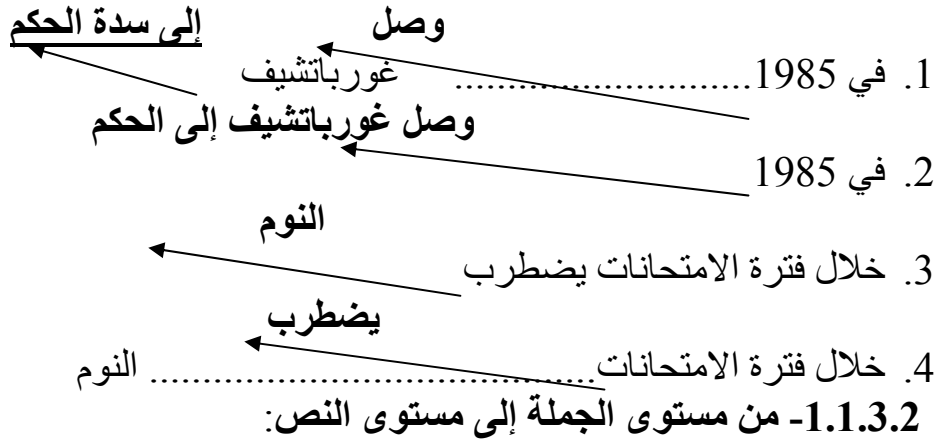 وصل إلى سدة الحكم
1. في 1985............................ غورباتشيف
وصل غورباتشيف إلى الحكم
2. في 1985
النوم
3. خلال فترة الامتحانات يضطرب
يضطرب
4. خلال فترة الامتحانات........................................ النوم
1.1.3.2- من مستوى الجملة إلى مستوى النص: